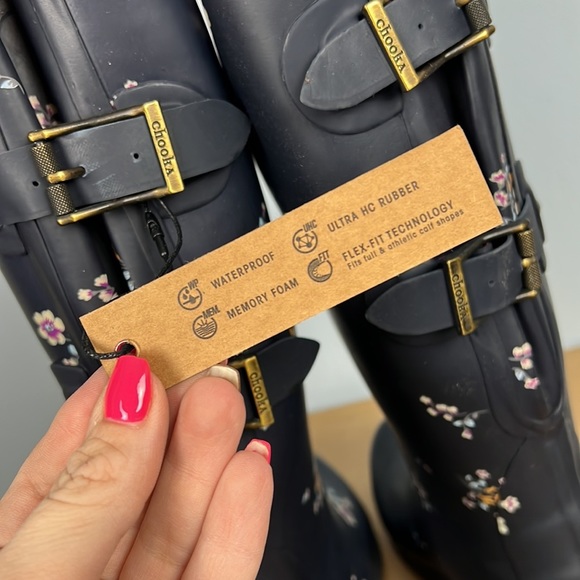 chooka
chooka
WATERPROOF
ULTRA HC RUBBER
MEMORY FOAM
FLEX-FIT TECHNOLOGY
Fits full & athletic calf shapes
WP
UHC
MEM.
FIT
chooka
chooka